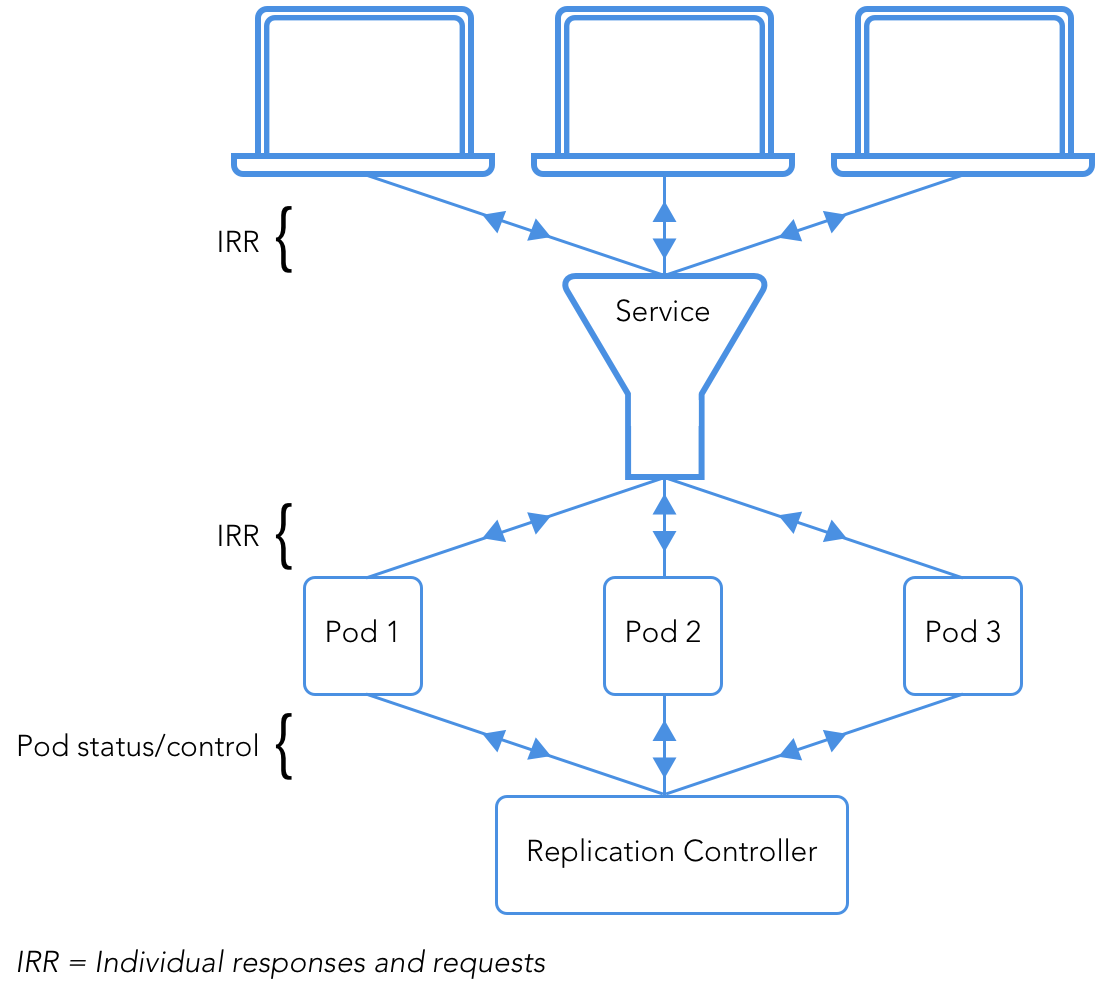 IRR
Service
IRR
Pod 1
Pod 2
Pod 3
Pod status/control
Replication Controller
IRR = Individual responses and requests